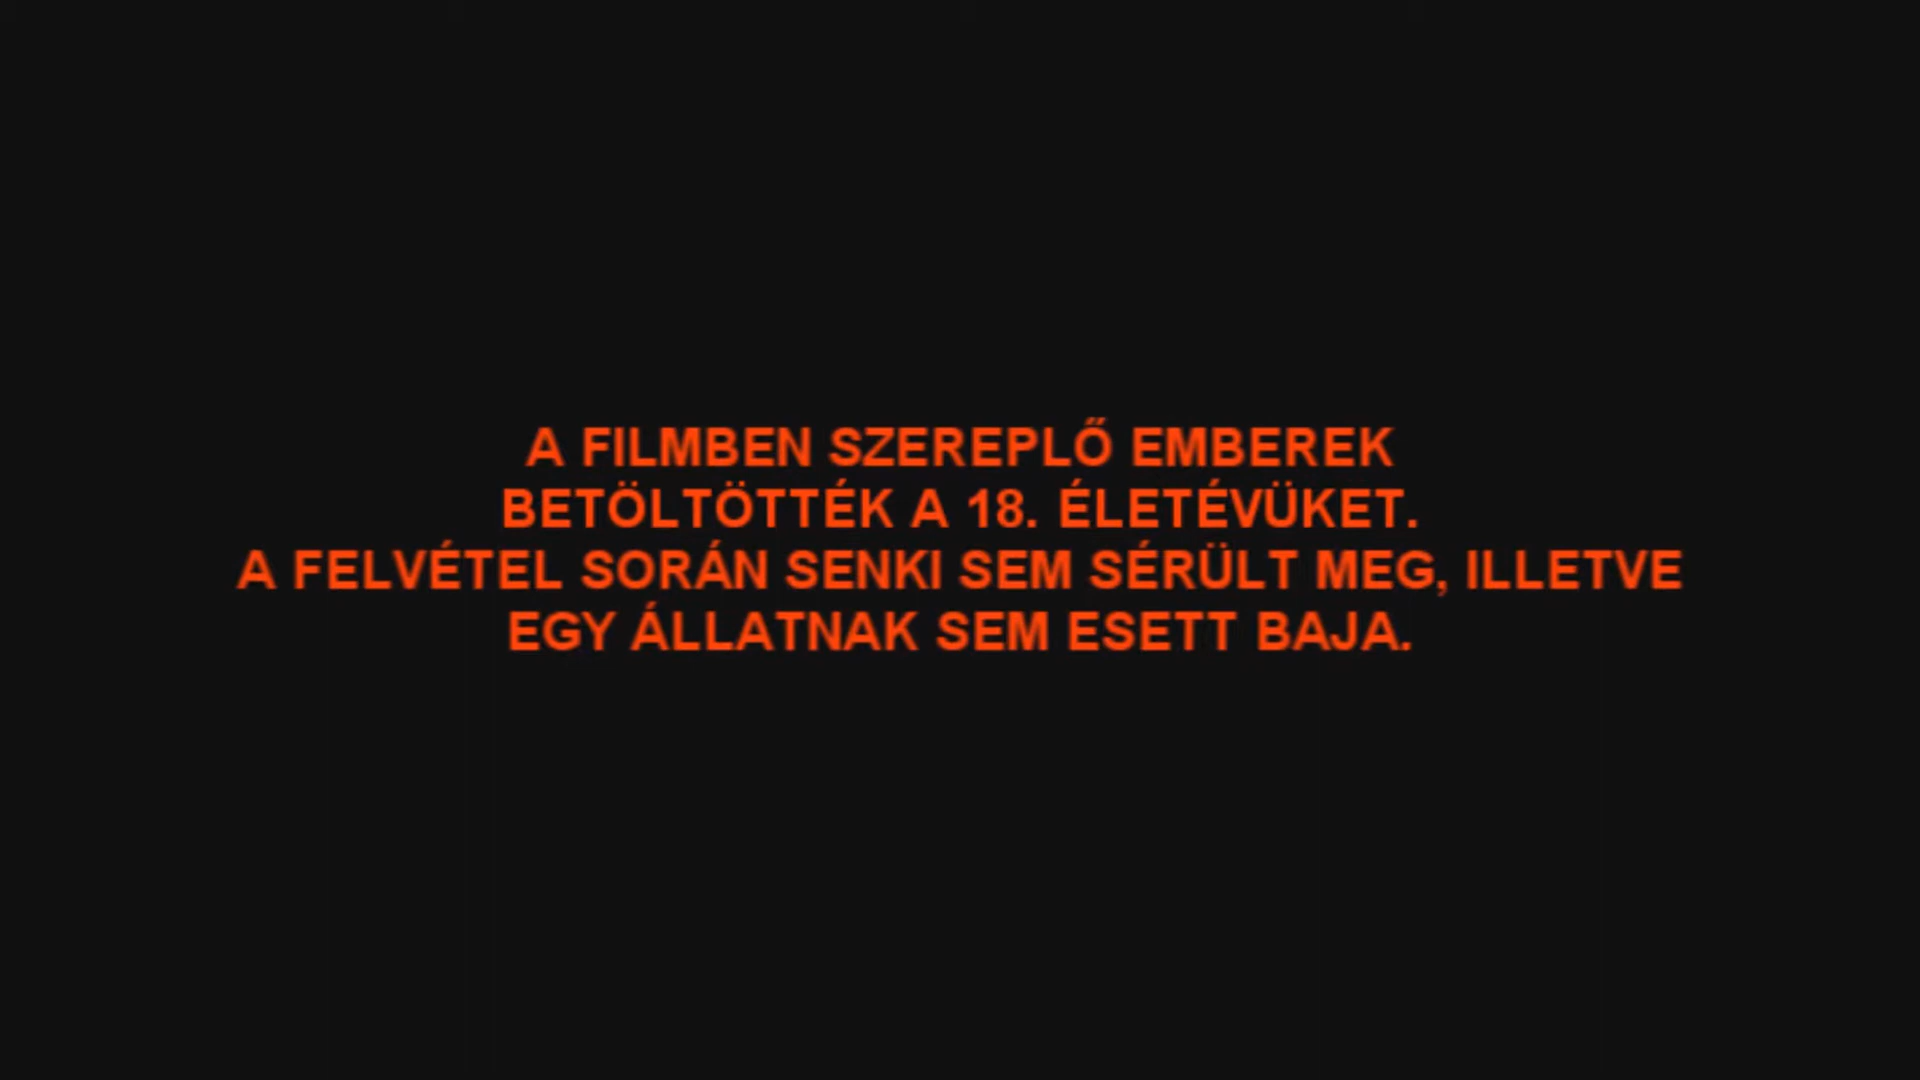 A FILMBEN SZEREPLŐ EMBEREK
BETÖLTÖTTÉK A 18. ÉLETÉVÜKET.
A FELVÉTEL SORÁN SENKI SEM SÉRÜLT MEG, ILLETVE
EGY ÁLLATNAK SEM ESETT BAJA.